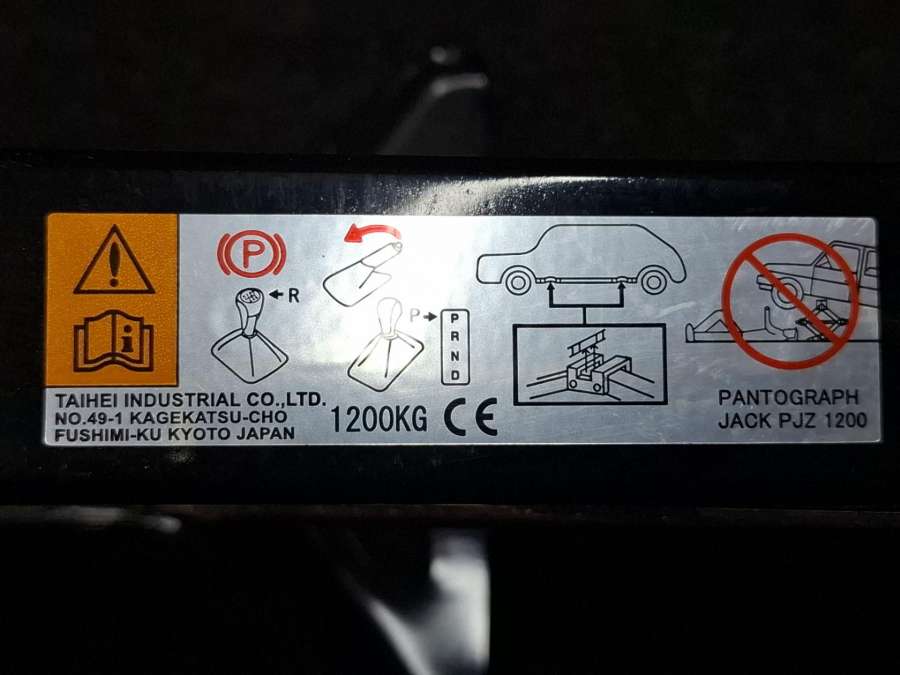 (P)
R
P
P
R
N
D
TAIHEI INDUSTRIAL CO.,LTD.
NO.49-1 KAGEKATSU-CHO
FUSHIMI-KU KYOTO JAPAN
1200KG CE
PANTOGRAPH
JACK PJZ 1200